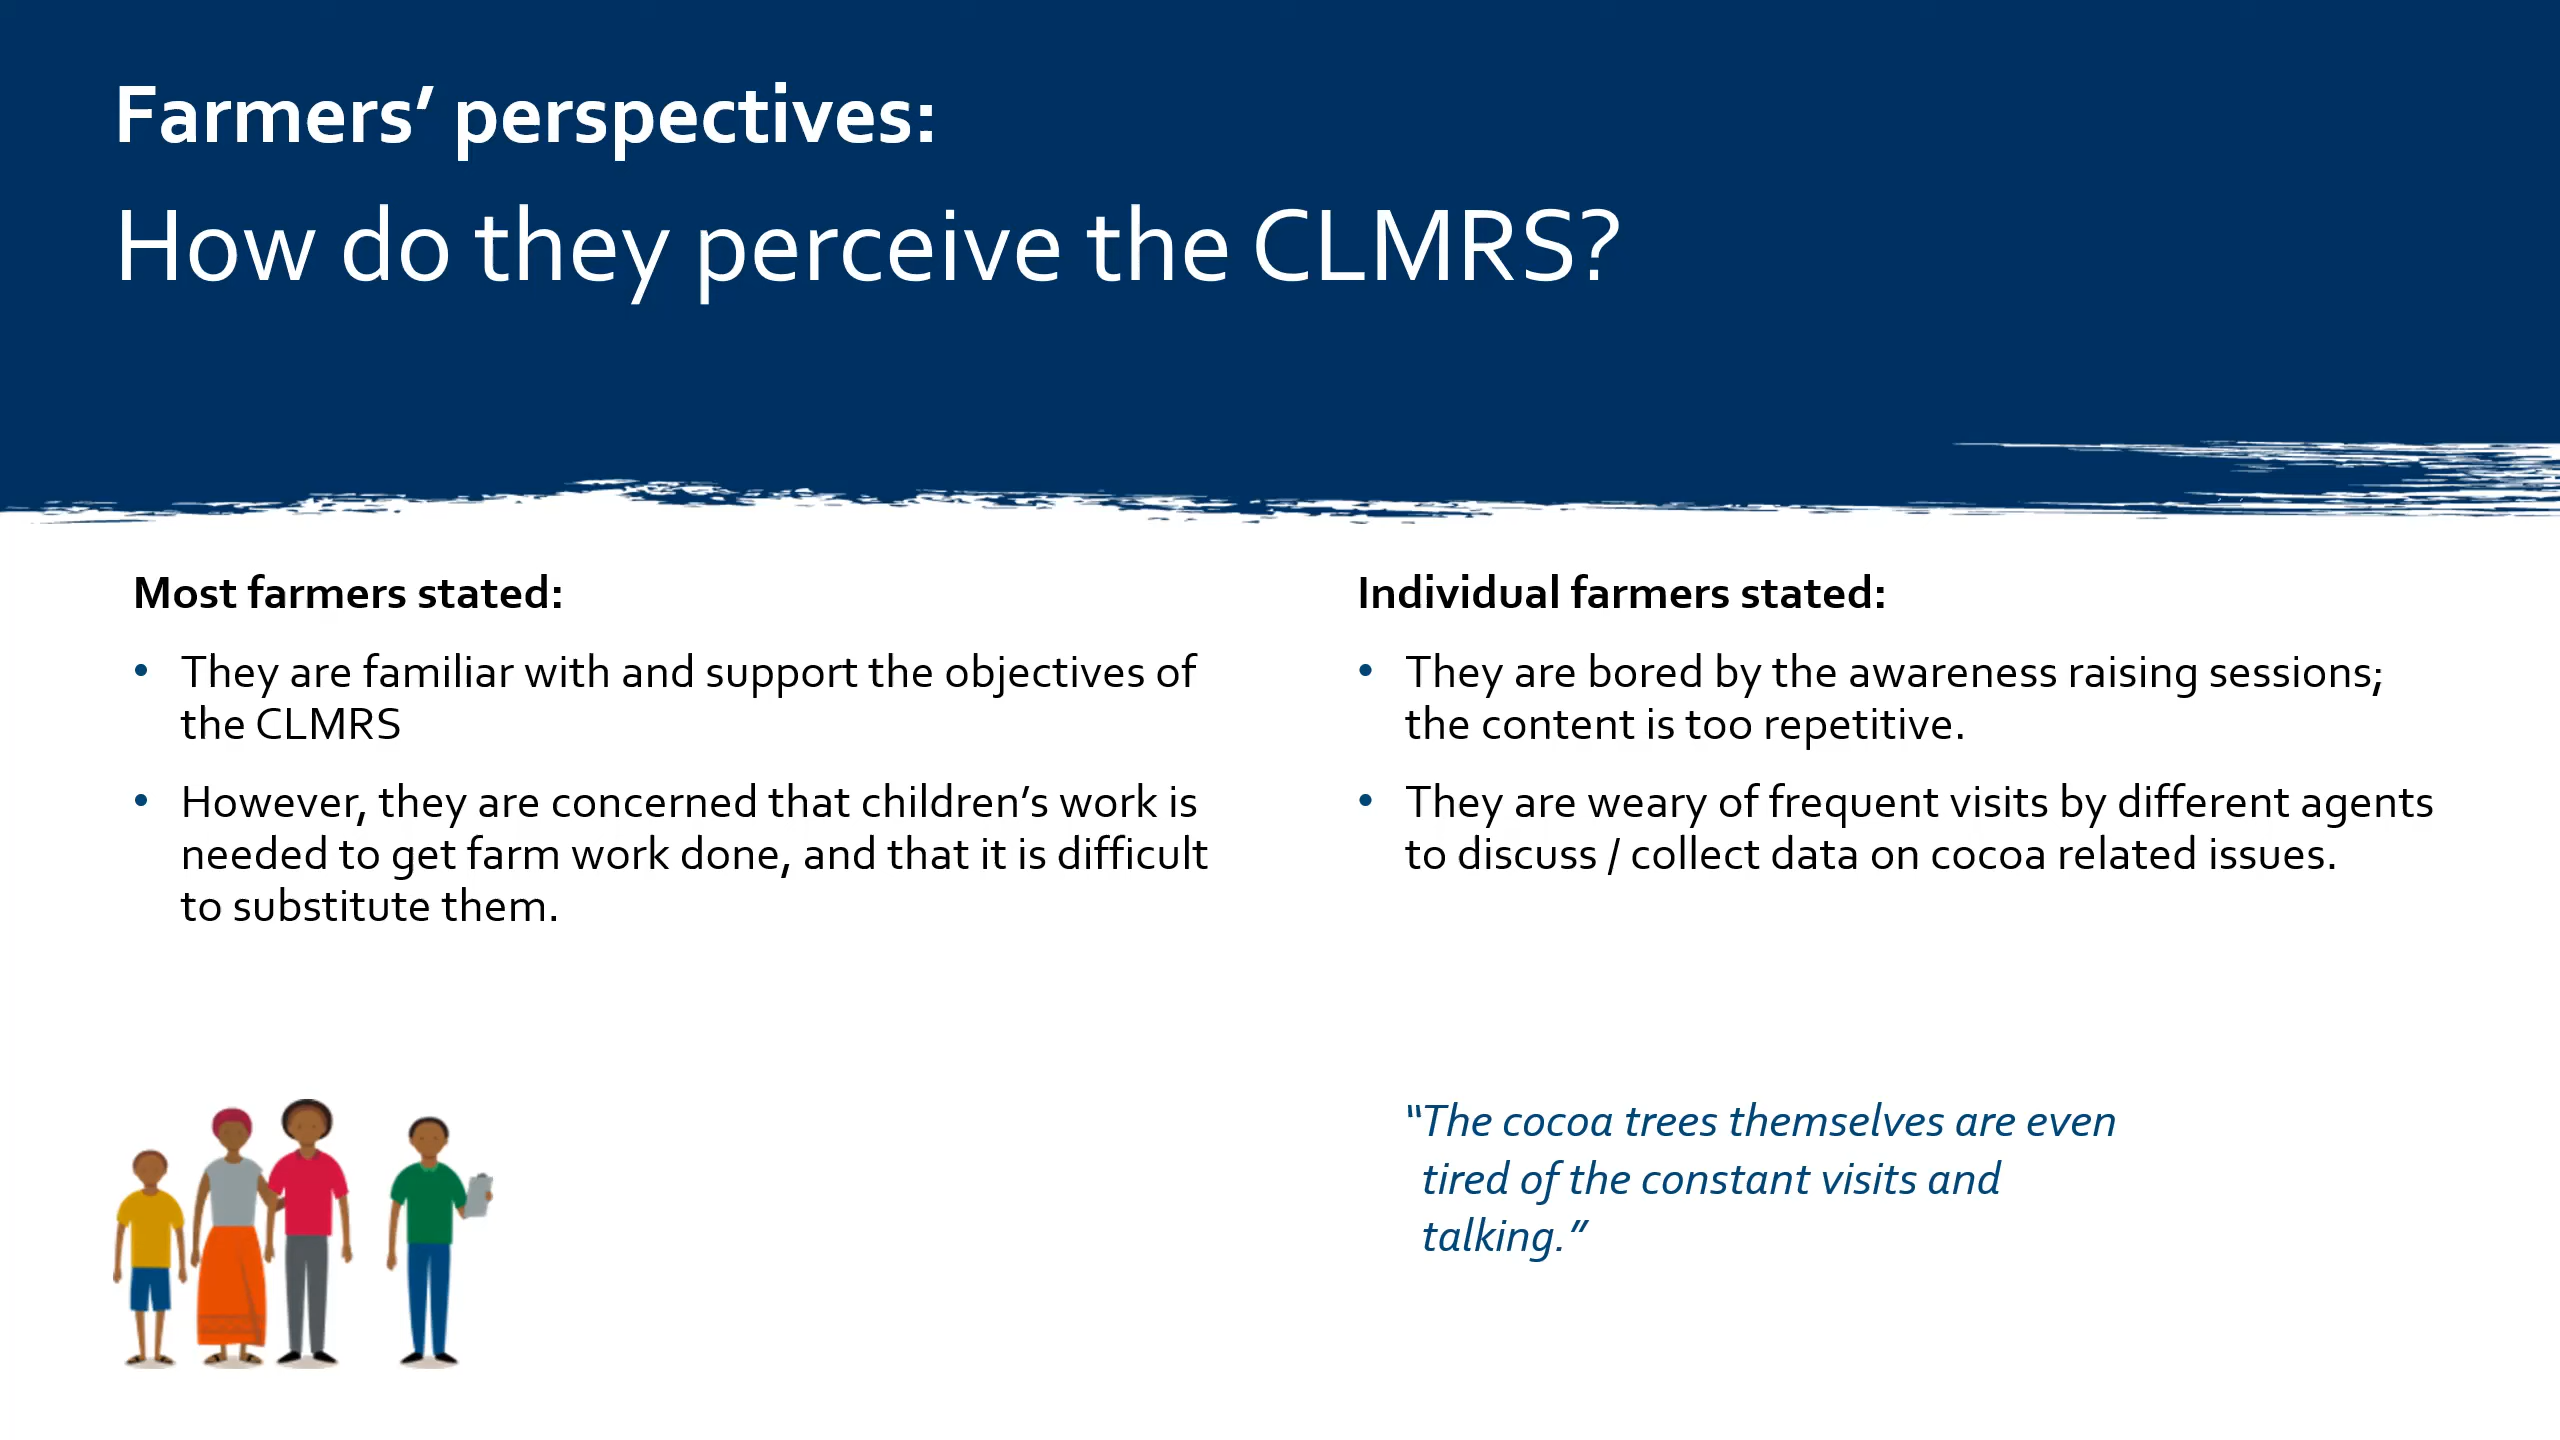 Farmers’ perspectives:
How do they perceive the CLMRS?
Most farmers stated:
• They are familiar with and support the objectives of
the CLMRS
• However, they are concerned that children’s work is
needed to get farm work done, and that it is difficult
to substitute them.
Individual farmers stated:
• They are bored by the awareness raising sessions;
the content is too repetitive.
• They are weary of frequent visits by different agents
to discuss / collect data on cocoa related issues.
“The cocoa trees themselves are even
tired of the constant visits and
talking.”